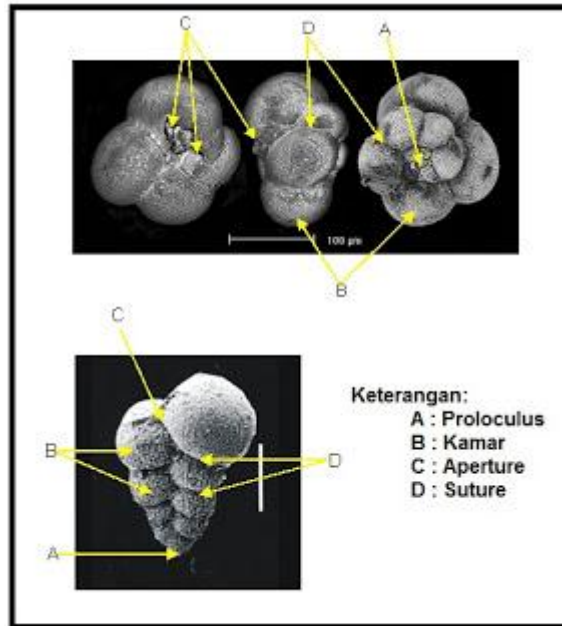 C D A
100 µm
B
C
B D
A
Keterangan:
A : Proloculus
B : Kamar
C : Aperture
D : Suture